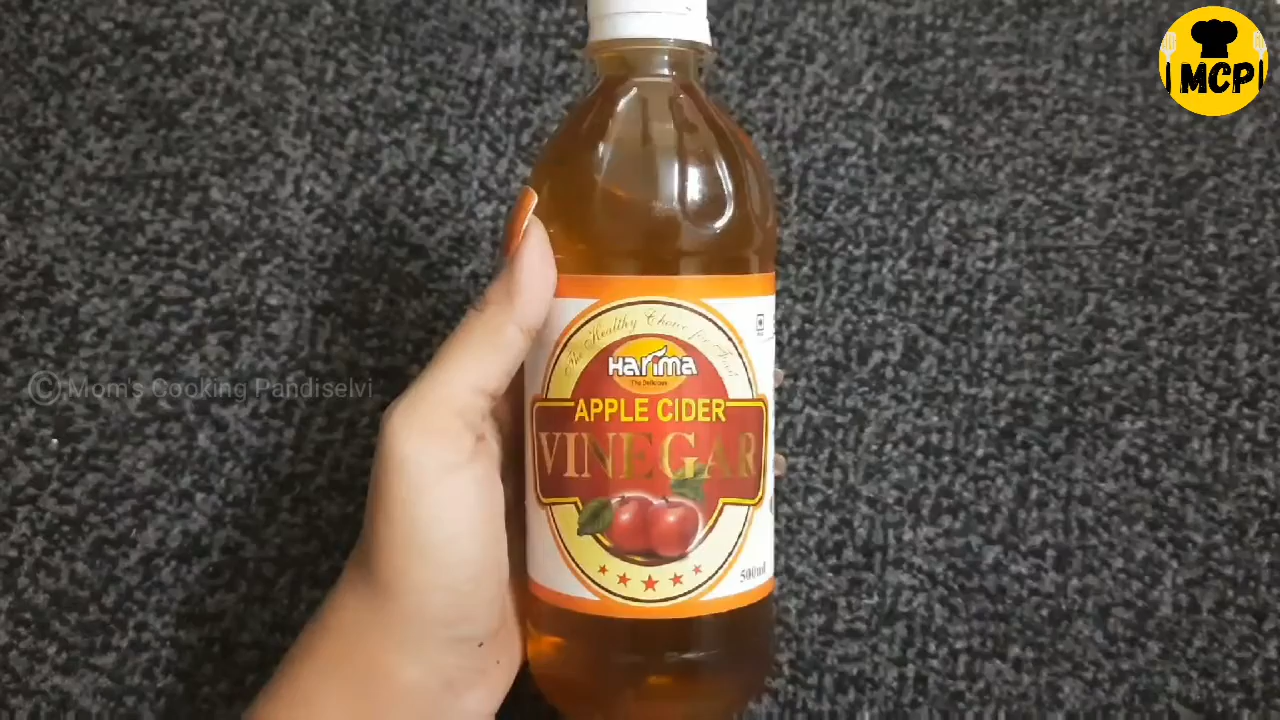 MCP
The Healthy Choice for Food
HariMa
The Delicious
© Mom's Cooking Pandiselvi
APPLE CIDER
VINEGAR
500ml